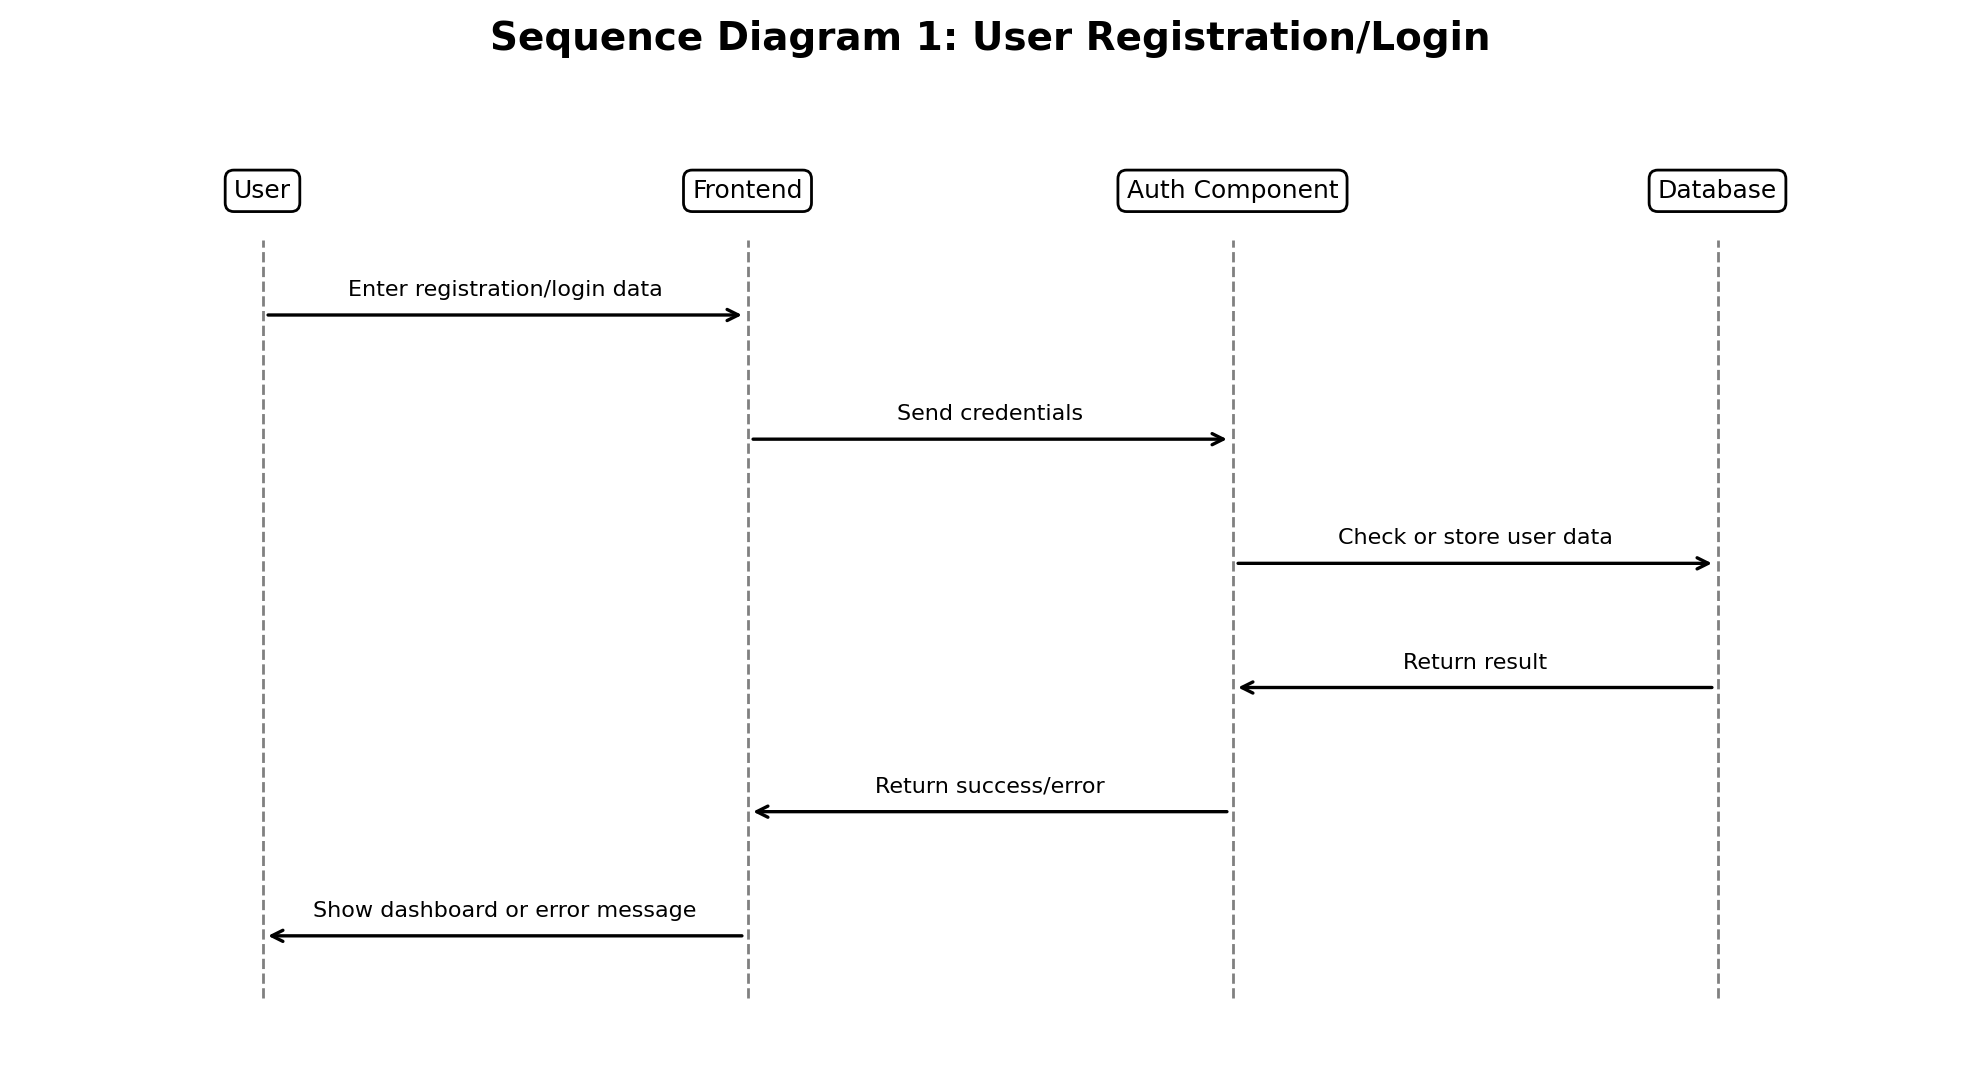 Sequence Diagram 1: User Registration/Login
User
Frontend
Auth Component
Database
Enter registration/login data
Send credentials
Check or store user data
Return result
Return success/error
Show dashboard or error message